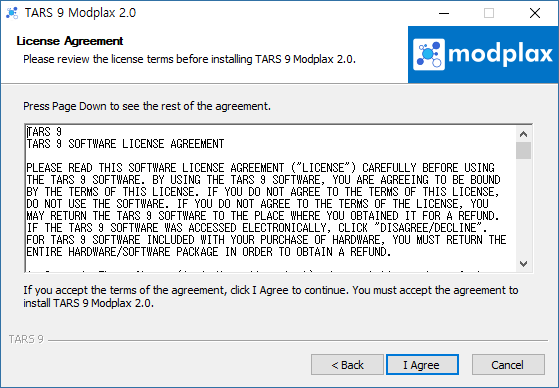 TARS 9 Modplax 2.0
License Agreement
Please review the license terms before installing TARS 9 Modplax 2.0.
modplax
Press Page Down to see the rest of the agreement.
TARS 9
TARS 9 SOFTWARE LICENSE AGREEMENT
PLEASE READ THIS SOFTWARE LICENSE AGREEMENT ("LICENSE") CAREFULLY BEFORE USING
THE TARS 9 SOFTWARE. BY USING THE TARS 9 SOFTWARE, YOU ARE AGREEING TO BE BOUND
BY THE TERMS OF THIS LICENSE. IF YOU DO NOT AGREE TO THE TERMS OF THIS LICENSE,
DO NOT USE THE SOFTWARE. IF YOU DO NOT AGREE TO THE TERMS OF THE LICENSE, YOU
MAY RETURN THE TARS 9 SOFTWARE TO THE PLACE WHERE YOU OBTAINED IT FOR A REFUND.
IF THE TARS 9 SOFTWARE WAS ACCESSED ELECTRONICALLY, CLICK "DISAGREE/DECLINE".
FOR TARS 9 SOFTWARE INCLUDED WITH YOUR PURCHASE OF HARDWARE, YOU MUST RETURN THE
ENTIRE HARDWARE/SOFTWARE PACKAGE IN ORDER TO OBTAIN A REFUND.
If you accept the terms of the agreement, click I Agree to continue. You must accept the agreement to
install TARS 9 Modplax 2.0.
TARS 9
< Back
I Agree
Cancel